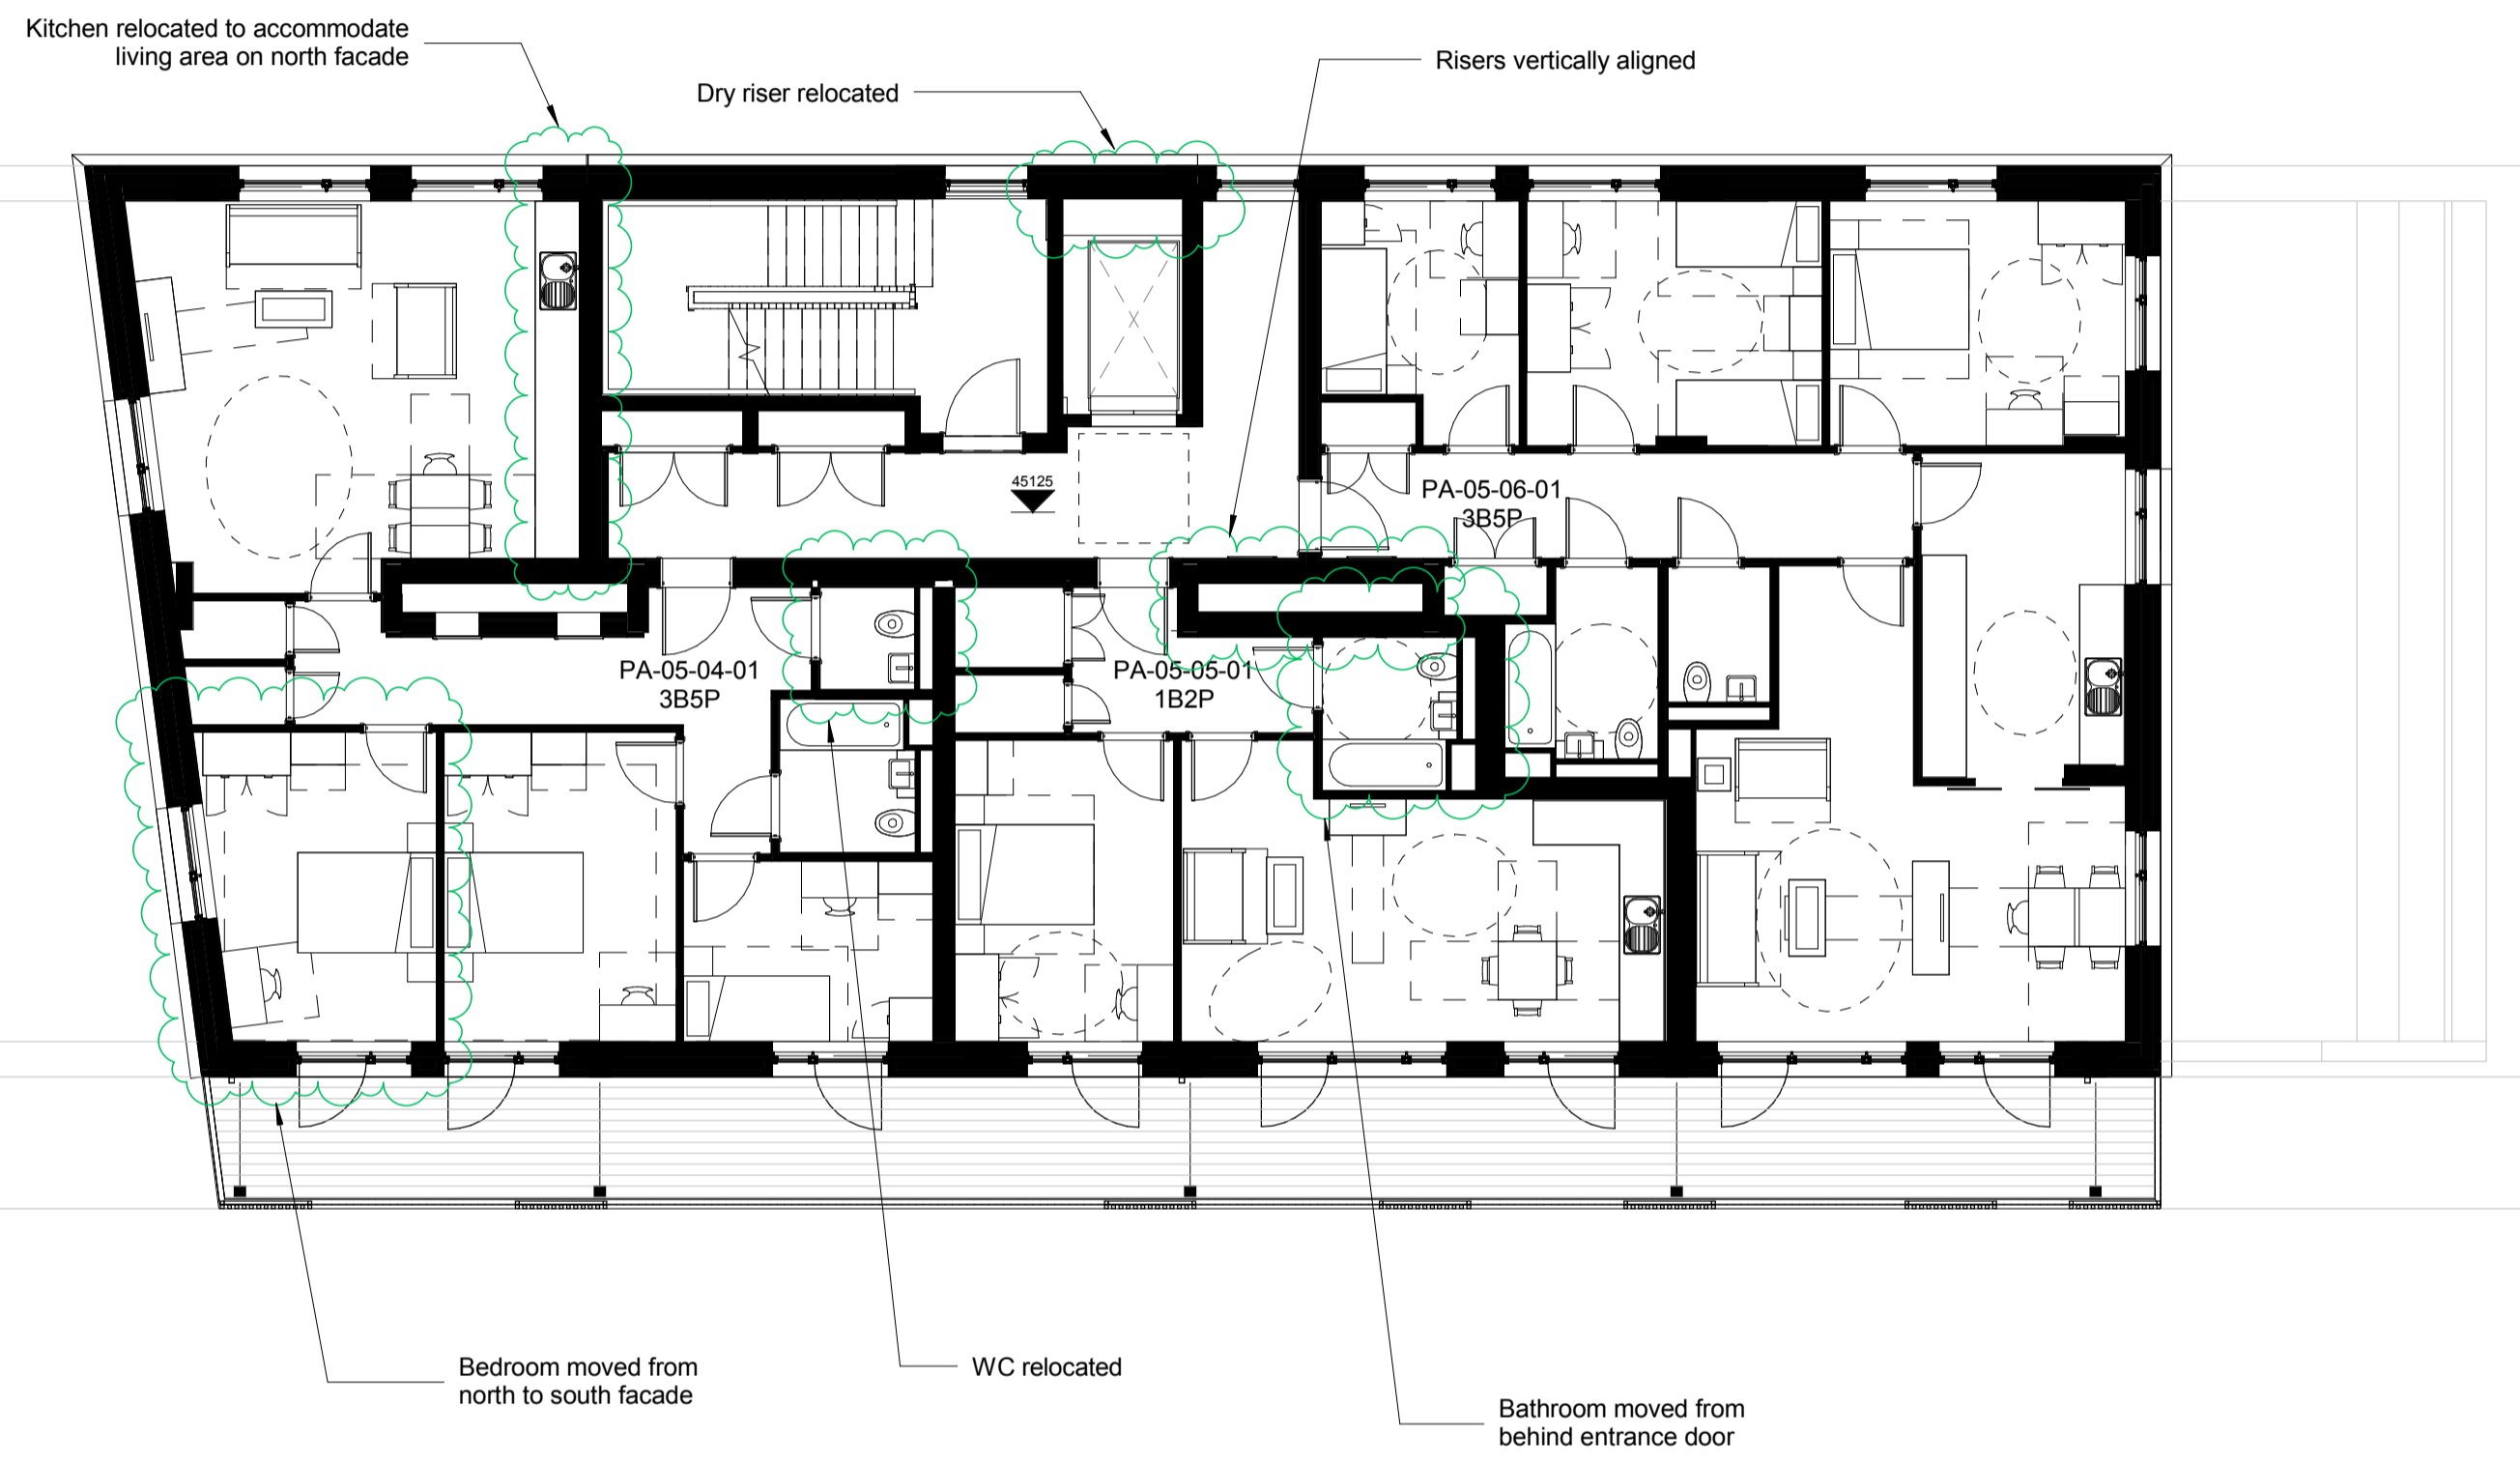 Kitchen relocated to accommodate
living area on north facade
Dry riser relocated
Risers vertically aligned
45125
PA-05-06-01
3B5P
PA-05-04-01
3B5P
PA-05-05-01
1B2P
Bedroom moved from
north to south facade
WC relocated
Bathroom moved from
behind entrance door